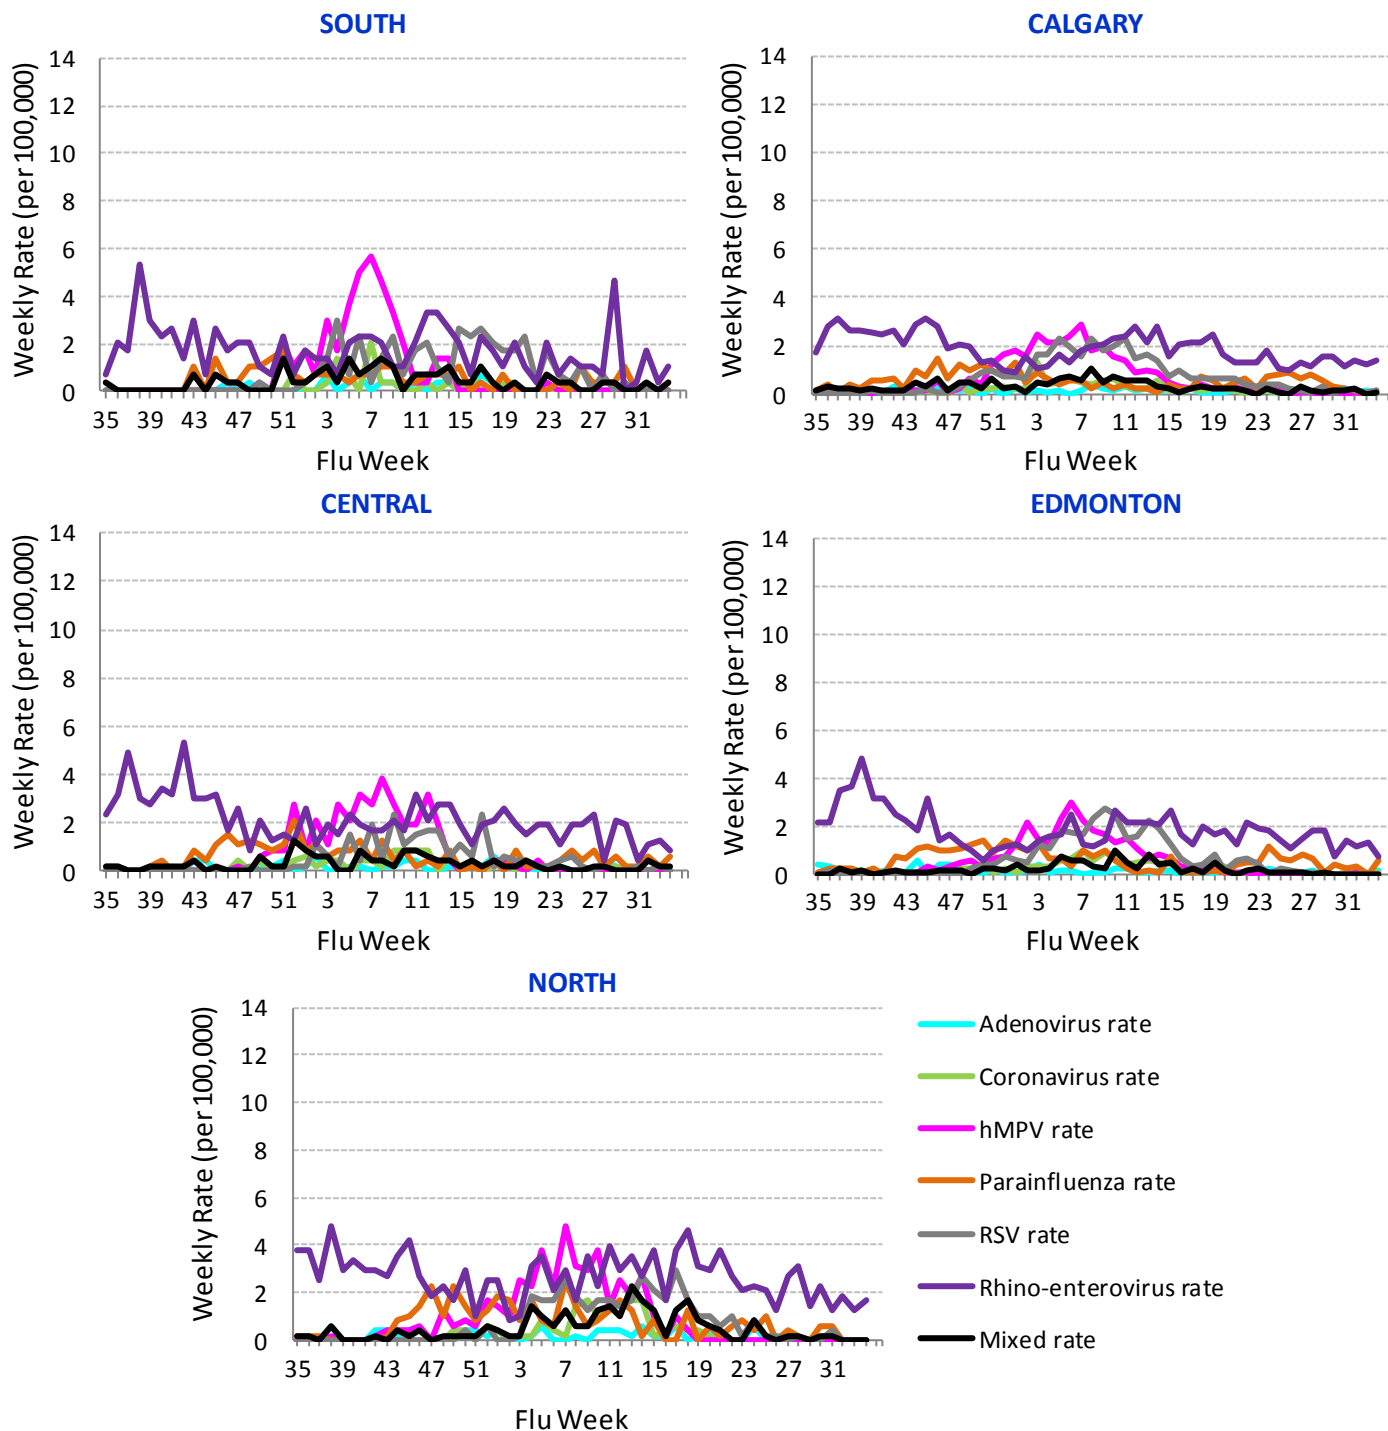 SOUTH
Weekly Rate (per 100,000)
14
12
10
8
6
4
2
0
35 39 43 47 51 3 7 11 15 19 23 27 31
Flu Week
CALGARY
Weekly Rate (per 100,000)
14
12
10
8
6
4
2
0
35 39 43 47 51 3 7 11 15 19 23 27 31
Flu Week
CENTRAL
Weekly Rate (per 100,000)
14
12
10
8
6
4
2
0
35 39 43 47 51 3 7 11 15 19 23 27 31
Flu Week
EDMONTON
Weekly Rate (per 100,000)
14
12
10
8
6
4
2
0
35 39 43 47 51 3 7 11 15 19 23 27 31
Flu Week
NORTH
Weekly Rate (per 100,000)
14
12
10
8
6
4
2
0
35 39 43 47 51 3 7 11 15 19 23 27 31
Flu Week
Adenovirus rate
Coronavirus rate
hMPV rate
Parainfluenza rate
RSV rate
Rhino-enterovirus rate
Mixed rate